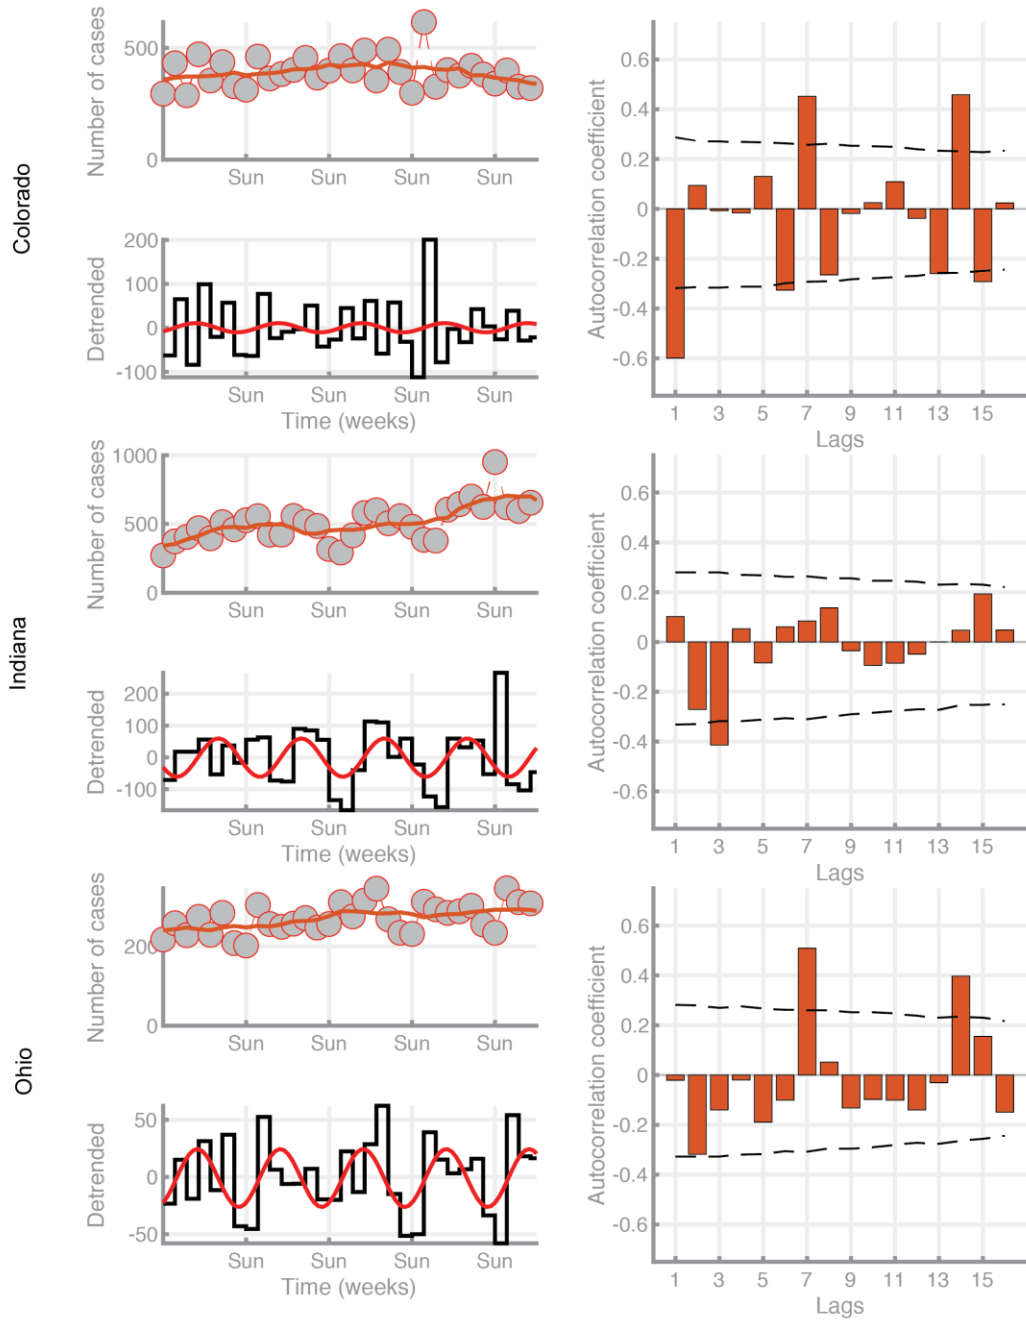 Colorado
Number of cases
500
0
Sun Sun Sun Sun
Detrended
200
100
0
-100
Sun Sun Sun Sun
Time (weeks)
Autocorrelation coefficient
0.6
0.4
0.2
0
-0.2
-0.4
-0.6
1 3 5 7 9 11 13 15
Lags
Indiana
Number of cases
1000
500
0
Sun Sun Sun Sun
Detrended
200
100
0
-100
Sun Sun Sun Sun
Time (weeks)
Autocorrelation coefficient
0.6
0.4
0.2
0
-0.2
-0.4
-0.6
1 3 5 7 9 11 13 15
Lags
Ohio
Number of cases
200
0
Sun Sun Sun Sun
Detrended
50
0
-50
Sun Sun Sun Sun
Time (weeks)
Autocorrelation coefficient
0.6
0.4
0.2
0
-0.2
-0.4
-0.6
1 3 5 7 9 11 13 15
Lags